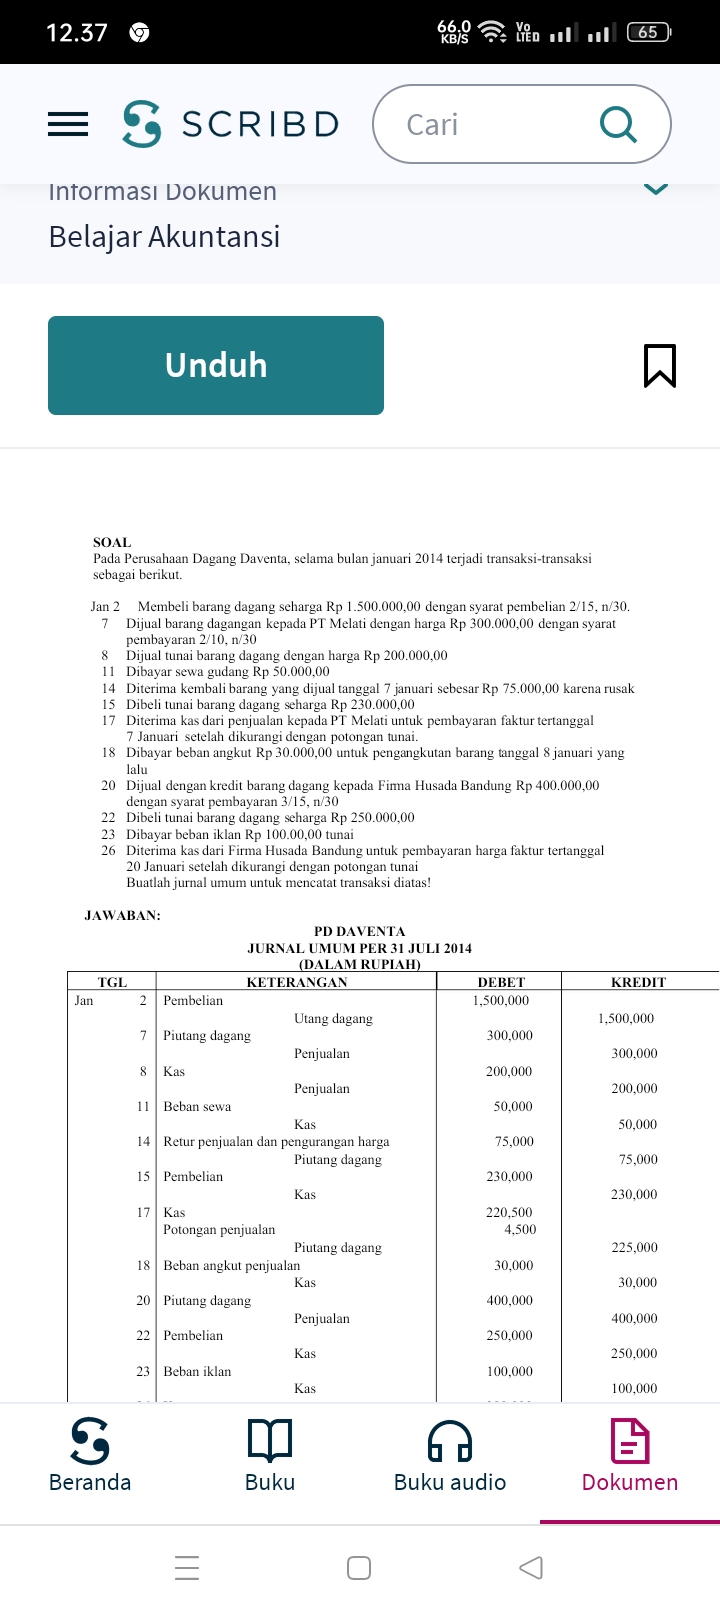 12.37
66.0 KB/S
Vo LTED
65
SCRIBD
Cari
Informasi Dokumen
Belajar Akuntansi
Unduh
SOAL
Pada Perusahaan Dagang Daventa, selama bulan januari 2014 terjadi transaksi-transaksi
sebagai berikut.
Jan 2 Membeli barang dagang seharga Rp 1.500.000,00 dengan syarat pembelian 2/15, n/30.
7 Dijual barang dagangan kepada PT Melati dengan harga Rp 300.000,00 dengan syarat
pembayaran 2/10, n/30
8 Dijual tunai barang dagang dengan harga Rp 200.000,00
11 Dibayar sewa gudang Rp 50.000,00
14 Diterima kembali barang yang dijual tanggal 7 januari sebesar Rp 75.000,00 karena rusak
15 Dibeli tunai barang dagang seharga Rp 230.000,00
17 Diterima kas dari penjualan kepada PT Melati untuk pembayaran faktur tertanggal
7 Januari setelah dikurangi dengan potongan tunai.
18 Dibayar beban angkut Rp 30.000,00 untuk pengangkutan barang tanggal 8 januari yang
lalu
20 Dijual dengan kredit barang dagang kepada Firma Husada Bandung Rp 400.000,00
dengan syarat pembayaran 3/15, n/30
22 Dibeli tunai barang dagang seharga Rp 250.000,00
23 Dibayar beban iklan Rp 100.00,00 tunai
26 Diterima kas dari Firma Husada Bandung untuk pembayaran harga faktur tertanggal
20 Januari setelah dikurangi dengan potongan tunai
Buatlah jurnal umum untuk mencatat transaksi diatas!
JAWABAN:
PD DAVENTA
JURNAL UMUM PER 31 JULI 2014
(DALAM RUPIAH)
TGL KETERANGAN DEBET KREDIT
Jan 2 Pembelian 1,500,000
Utang dagang 1,500,000
7 Piutang dagang 300,000
Penjualan 300,000
8 Kas 200,000
Penjualan 200,000
11 Beban sewa 50,000
Kas 50,000
14 Retur penjualan dan pengurangan harga 75,000
Piutang dagang 75,000
15 Pembelian 230,000
Kas 230,000
17 Kas 220,500
Potongan penjualan 4,500
Piutang dagang 225,000
18 Beban angkut penjualan 30,000
Kas 30,000
20 Piutang dagang 400,000
Penjualan 400,000
22 Pembelian 250,000
Kas 250,000
23 Beban iklan 100,000
Kas 100,000
Beranda Buku Buku audio Dokumen